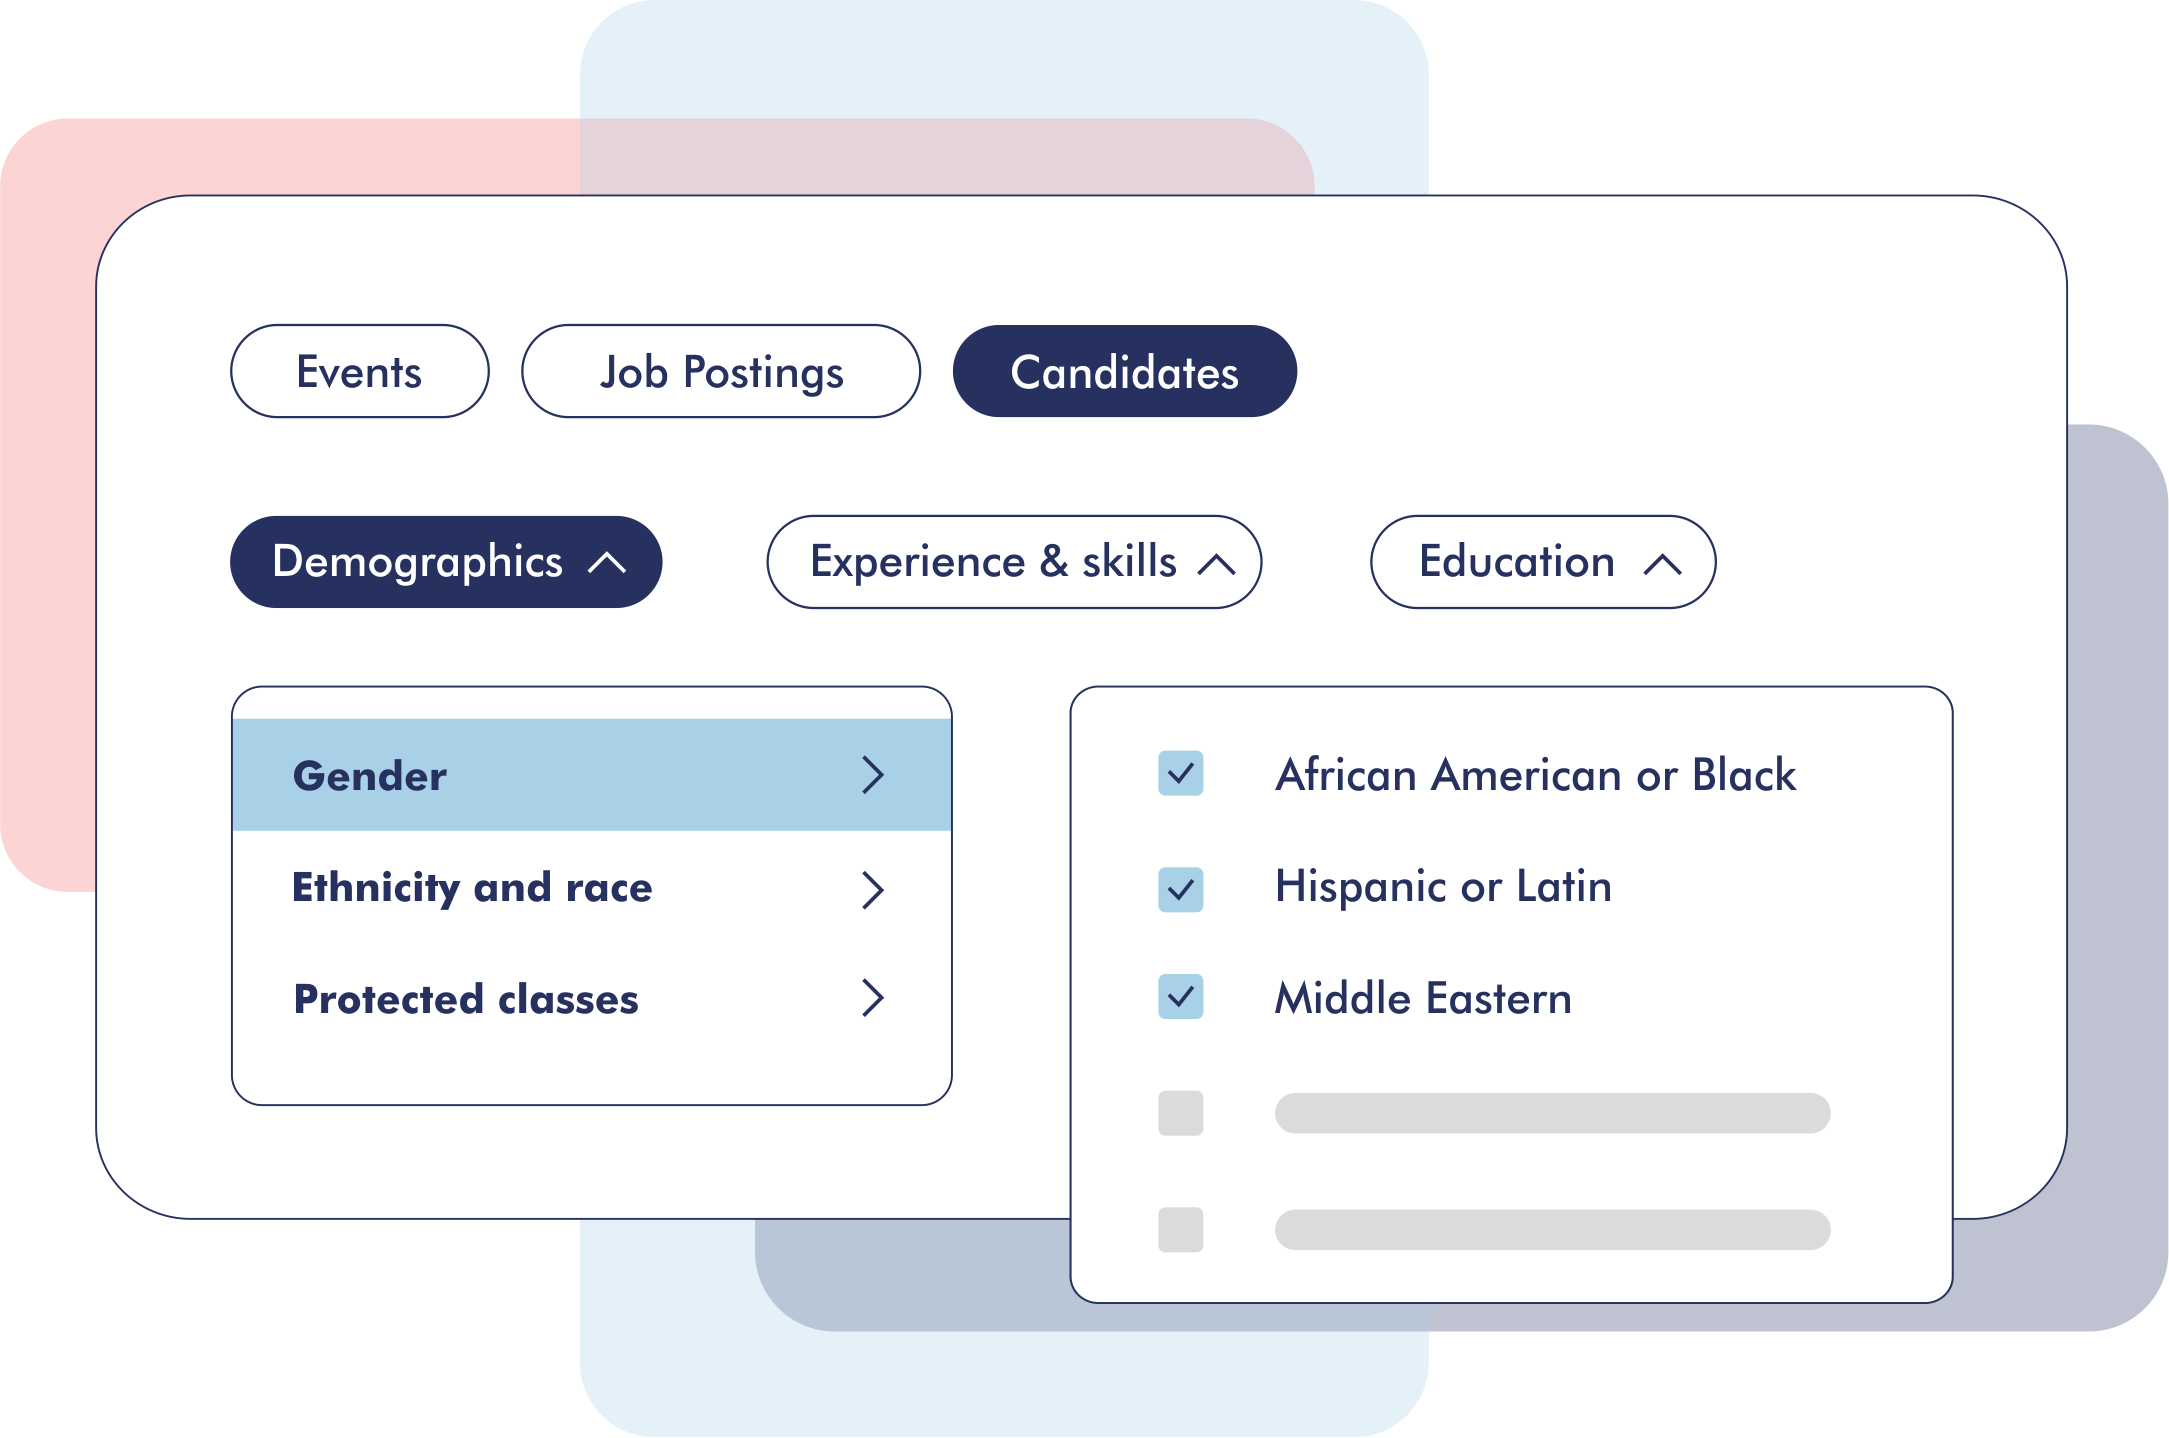 Events
Job Postings
Candidates
Demographics
Experience & skills
Education
Gender
Ethnicity and race
Protected classes
African American or Black
Hispanic or Latin
Middle Eastern